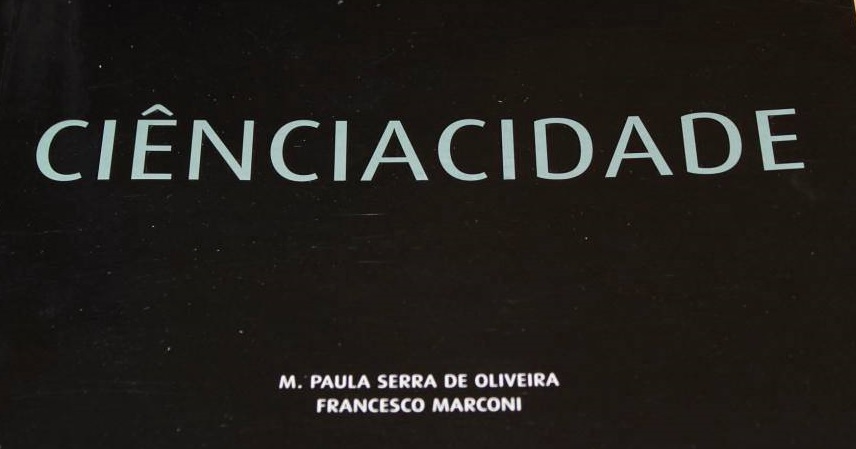 CIÊNCIACIDADE
M. PAULA SERRA DE OLIVEIRA
FRANCESCO MARCONI